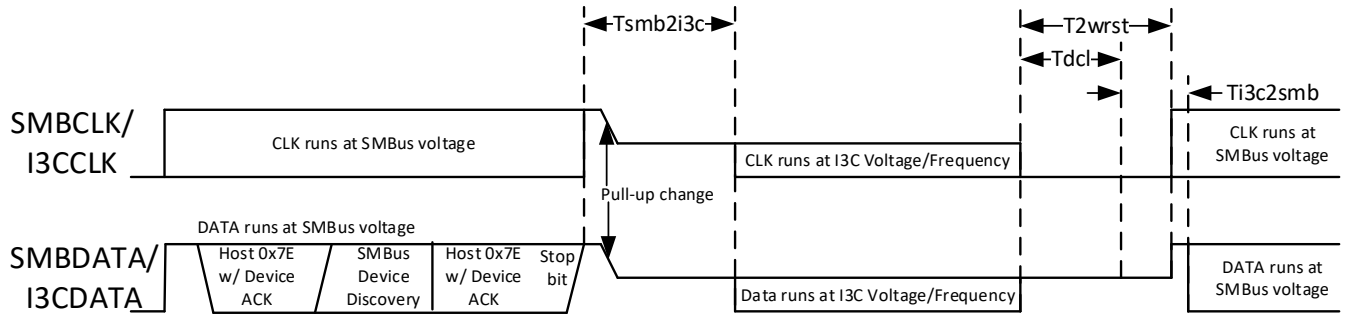 Tsmb2i3c
T2wrst
Tdcl
Ti3c2smb
SMBCLK/
I3CCLK
CLK runs at SMBus voltage
CLK runs at I3C Voltage/Frequency
CLK runs at
SMBus voltage
Pull-up change
SMBDATA/
I3CDATA
DATA runs at SMBus voltage
Host 0x7E
w/ Device
ACK
SMBus
Device
Discovery
Host 0x7E
w/ Device
ACK
Stop
bit
Data runs at I3C Voltage/Frequency
DATA runs at
SMBus voltage